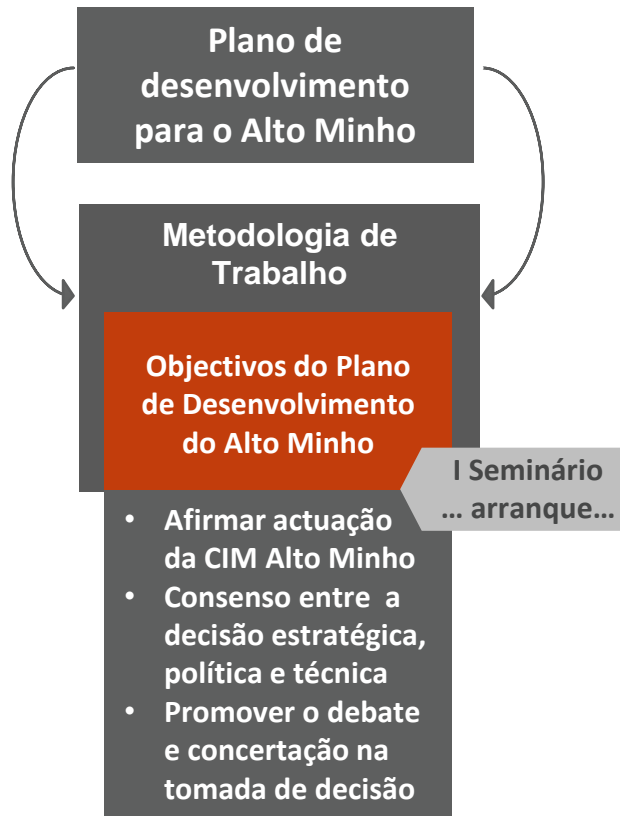 Plano de
desenvolvimento
para o Alto Minho
Metodologia de
Trabalho
Objectivos do Plano
de Desenvolvimento
do Alto Minho
I Seminário
... arranque...
• Afirmar actuação
da CIM Alto Minho
• Consenso entre a
decisão estratégica,
política e técnica
• Promover o debate
e concertação na
tomada de decisão